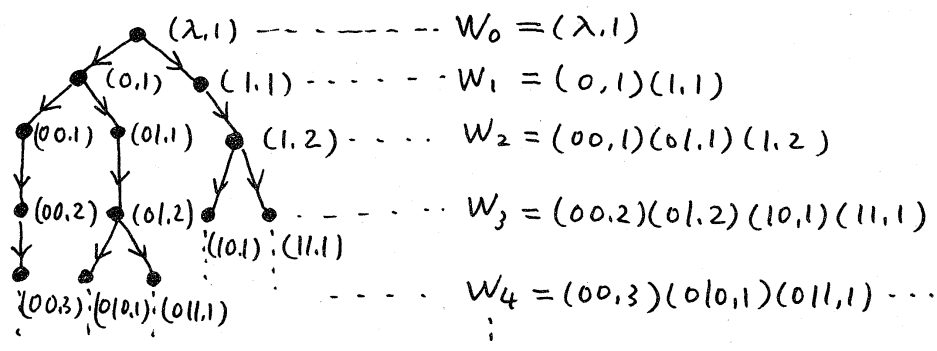 (λ,1) --------- W₀ = (λ,1)
(0,1) (1,1) ······· W₁ = (0,1)(1,1)
(00,1) (01,1) (1,2) ····· W₂ = (00,1)(01,1)(1,2)
(00,2) (01,2) ······· W₃ = (00,2)(01,2)(10,1)(11,1)
(10,1) (11,1)
(00,3) (010,1) (011,1) ····· W₄ = (00,3)(010,1)(011,1) ···